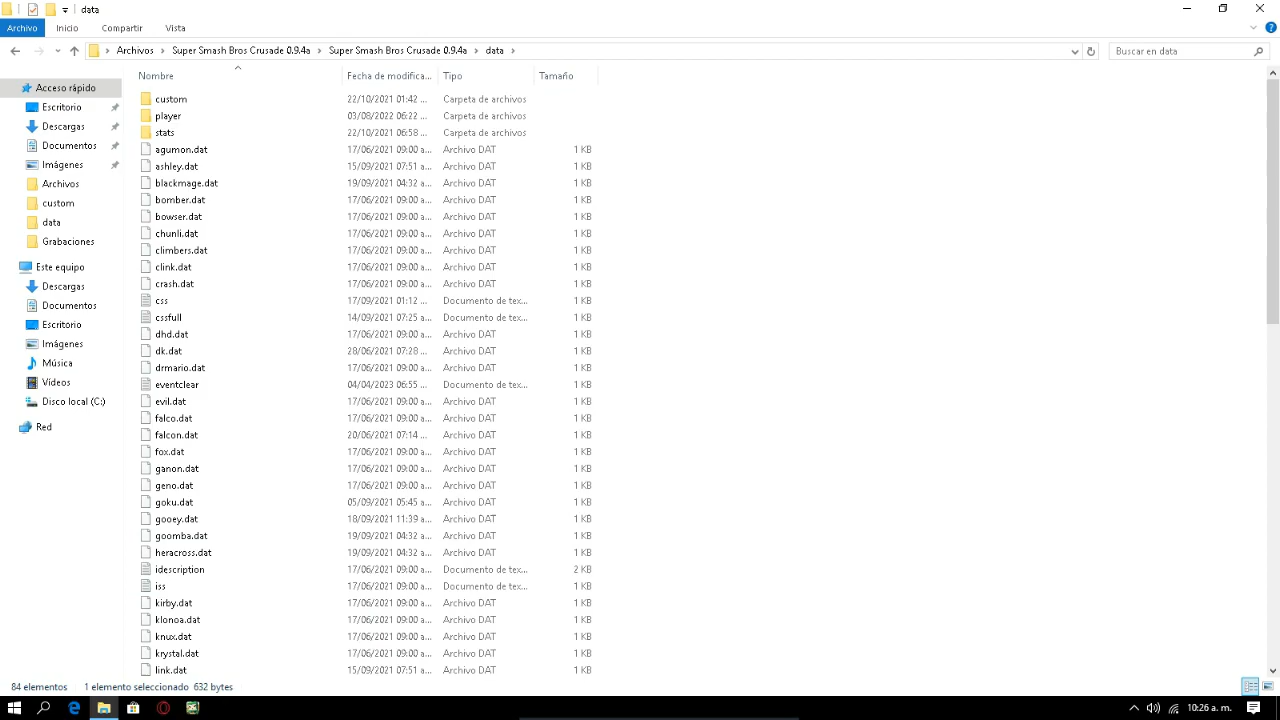 data
Archivo Inicio Compartir Vista
Archivos > Super Smash Bros Crusade 0.9.4a > Super Smash Bros Crusade 0.9.4a > data >
Buscar en data
Nombre Fecha de modifica... Tipo Tamaño
Acceso rápido
Escritorio
Descargas
Documentos
Imágenes
Archivos
custom
data
Grabaciones
Este equipo
Descargas
Documentos
Escritorio
Imágenes
Música
Vídeos
Disco local (C:)
Red
custom 22/10/2021 01:42 ... Carpeta de archivos
player 03/08/2022 06:22 ... Carpeta de archivos
stats 22/10/2021 06:58 ... Carpeta de archivos
agumon.dat 17/06/2021 09:00 a... Archivo DAT 1 KB
ashley.dat 15/09/2021 07:51 a... Archivo DAT 1 KB
blackmage.dat 19/09/2021 04:32 a... Archivo DAT 1 KB
bomber.dat 17/06/2021 09:00 a... Archivo DAT 1 KB
bowser.dat 17/06/2021 09:00 a... Archivo DAT 1 KB
chunli.dat 17/06/2021 09:00 a... Archivo DAT 1 KB
climbers.dat 17/06/2021 09:00 a... Archivo DAT 1 KB
clink.dat 17/06/2021 09:00 a... Archivo DAT 1 KB
crash.dat 17/06/2021 09:00 a... Archivo DAT 1 KB
css 17/09/2021 01:12 ... Documento de tex... 1 KB
cssfull 14/09/2021 07:25 a... Documento de tex... 1 KB
dhd.dat 17/06/2021 09:00 a... Archivo DAT 1 KB
dk.dat 28/06/2021 07:28 ... Archivo DAT 1 KB
drmario.dat 17/06/2021 09:00 a... Archivo DAT 1 KB
eventclear 04/04/2023 06:55 ... Documento de tex... 1 KB
evil.dat 17/06/2021 09:00 a... Archivo DAT 1 KB
falco.dat 17/06/2021 09:00 a... Archivo DAT 1 KB
falcon.dat 20/06/2021 07:14 ... Archivo DAT 1 KB
fox.dat 17/06/2021 09:00 a... Archivo DAT 1 KB
ganon.dat 17/06/2021 09:00 a... Archivo DAT 1 KB
geno.dat 17/06/2021 09:00 a... Archivo DAT 1 KB
goku.dat 05/09/2021 05:45 a... Archivo DAT 1 KB
gooey.dat 18/09/2021 11:39 a... Archivo DAT 1 KB
goomba.dat 19/09/2021 04:32 a... Archivo DAT 1 KB
heracross.dat 19/09/2021 04:32 a... Archivo DAT 1 KB
idescription 17/06/2021 09:00 a... Documento de tex... 2 KB
iss 17/06/2021 09:00 a... Documento de tex... 1 KB
kirby.dat 17/06/2021 09:00 a... Archivo DAT 1 KB
klonoa.dat 17/06/2021 09:00 a... Archivo DAT 1 KB
knux.dat 17/06/2021 09:00 a... Archivo DAT 1 KB
krystal.dat 17/06/2021 09:00 a... Archivo DAT 1 KB
link.dat 15/09/2021 07:51 a... Archivo DAT 1 KB
84 elementos 1 elemento seleccionado 632 bytes
10:26 a. m.